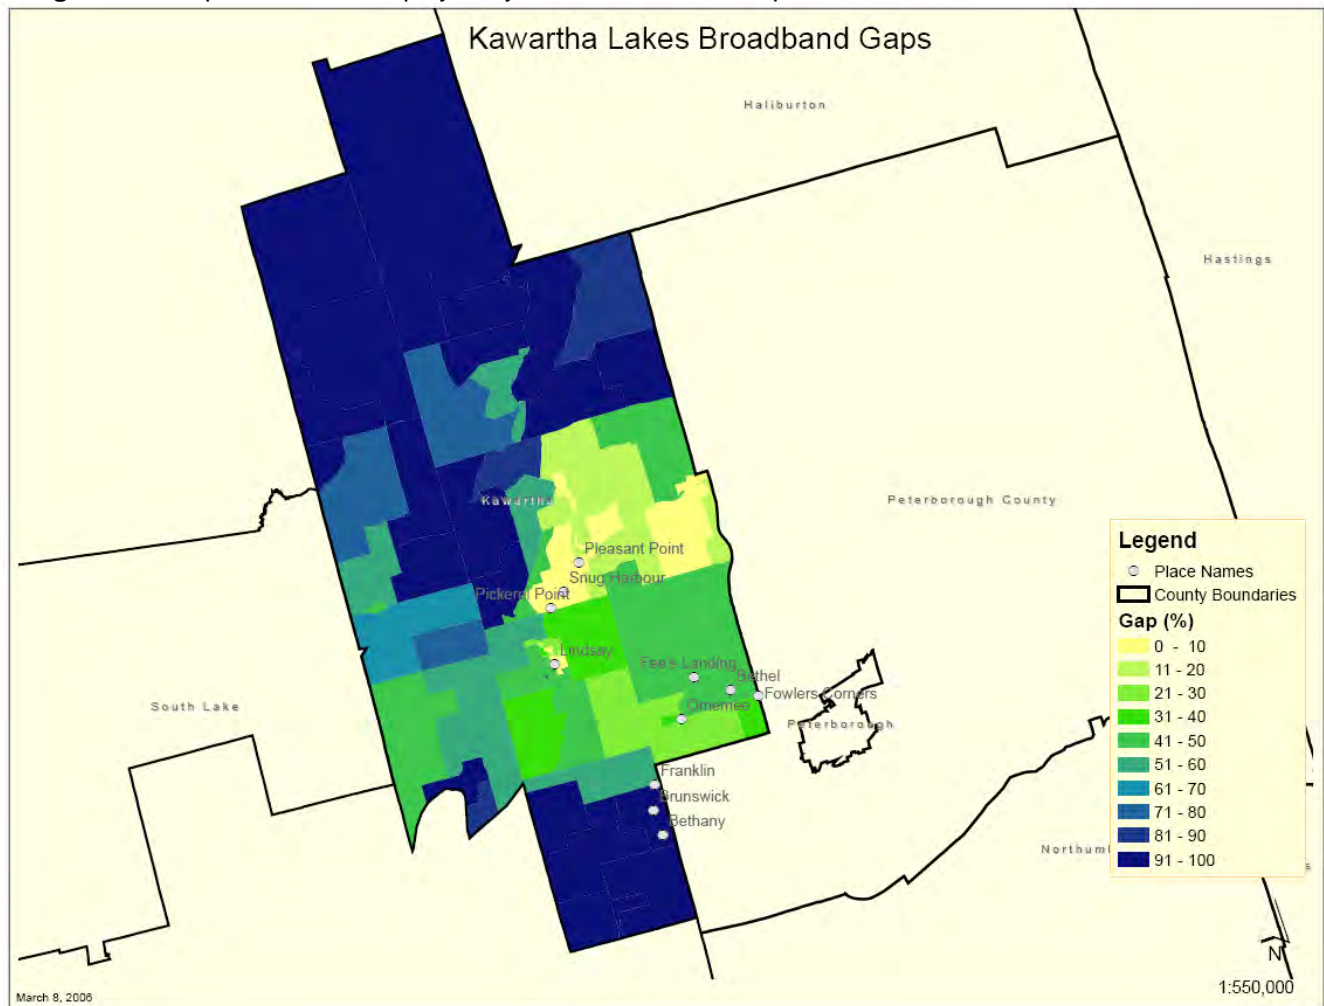 Kawartha Lakes Broadband Gaps
Haliburton
Hastings
Kawartha
Peterborough County
Pleasant Point
Snug Harbour
Pickerel Point
Lindsay
Fee's Landing
Bethel
Fowlers Corners
Omemee
South Lake
Peterborough
Franklin
Brunswick
Bethany
Legend
Place Names
County Boundaries
Gap (%)
0 - 10
11 - 20
21 - 30
31 - 40
41 - 50
51 - 60
61 - 70
71 - 80
81 - 90
91 - 100
N
1:550,000
March 8, 2006